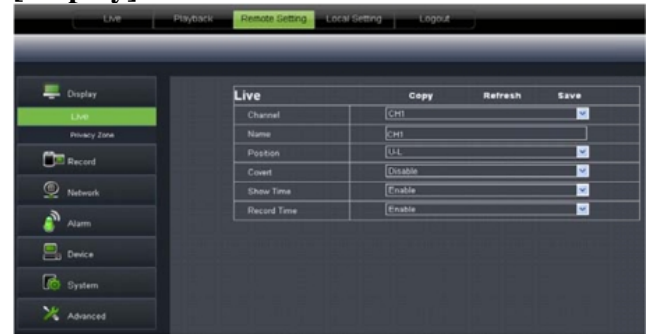 [Display]
Live Playback Remote Setting Local Setting Logout
Display
Live
Privacy Zone
Record
Network
Alarm
Device
System
Advanced
Live Copy Refresh Save
Channel CH1
Name CH1
Position U-L
Covert Disable
Show Time Enable
Record Time Enable